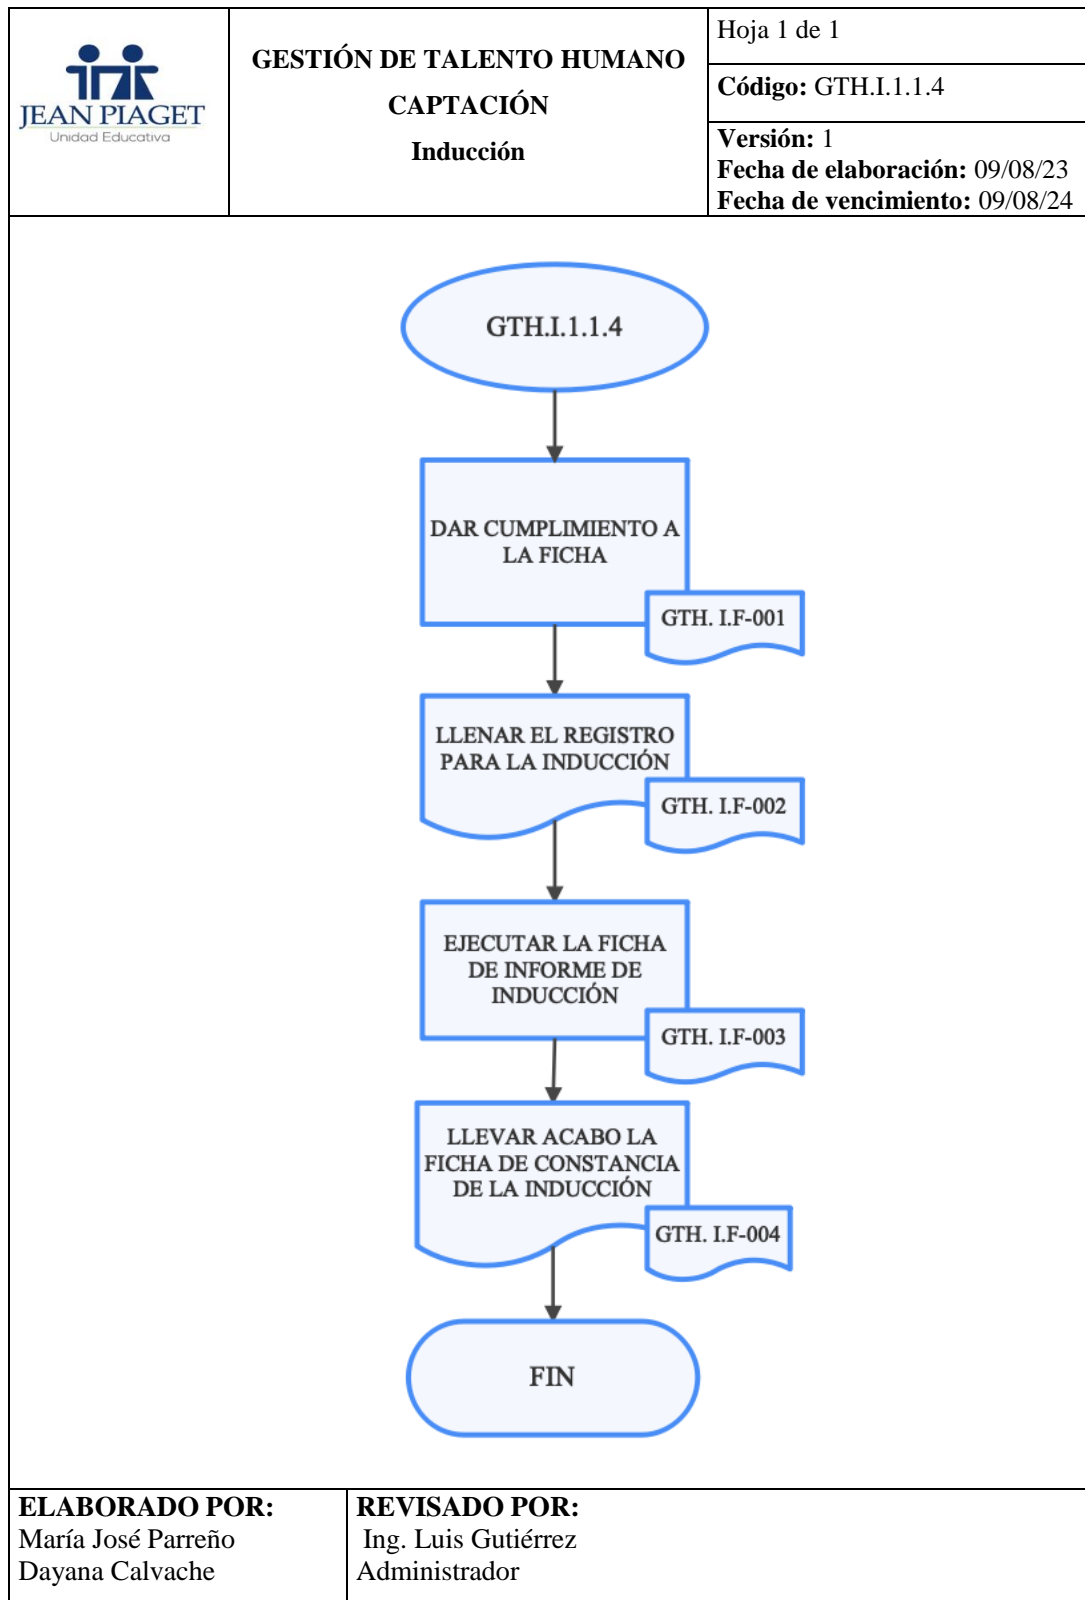 JEAN PIAGET
Unidad Educativa
GESTIÓN DE TALENTO HUMANO
CAPTACIÓN
Inducción
Hoja 1 de 1
Código: GTH.I.1.1.4
Versión: 1
Fecha de elaboración: 09/08/23
Fecha de vencimiento: 09/08/24
GTH.I.1.1.4
DAR CUMPLIMIENTO A
LA FICHA
GTH. I.F-001
LLENAR EL REGISTRO
PARA LA INDUCCIÓN
GTH. I.F-002
EJECUTAR LA FICHA
DE INFORME DE
INDUCCIÓN
GTH. I.F-003
LLEVAR ACABO LA
FICHA DE CONSTANCIA
DE LA INDUCCIÓN
GTH. I.F-004
FIN
ELABORADO POR:
María José Parreño
Dayana Calvache
REVISADO POR:
Ing. Luis Gutiérrez
Administrador